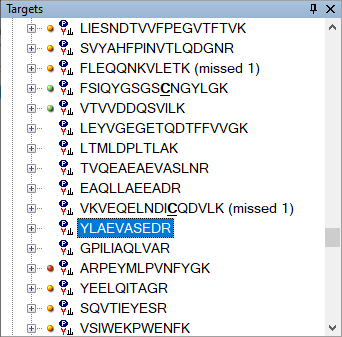 Targets
LIESNDTVVFPEGVTFTVK
SVYAHFPINVTLQDGNR
FLEQQNKVLETK (missed 1)
FSIQYGSGSCNGYLGK
VTVVDDQSVILK
LEYVGEGETQDTFFVVGK
LTMLDPLTLAK
TVQEAEAEVASLNR
EAQLLAEEADR
VKVEQELNDICQDVLK (missed 1)
YLAEVASEDR
GPILIAQLVAR
ARPEYMLPVNFYGK
YEELQITAGR
SQVTIEYESR
VSIWEKPWENFK